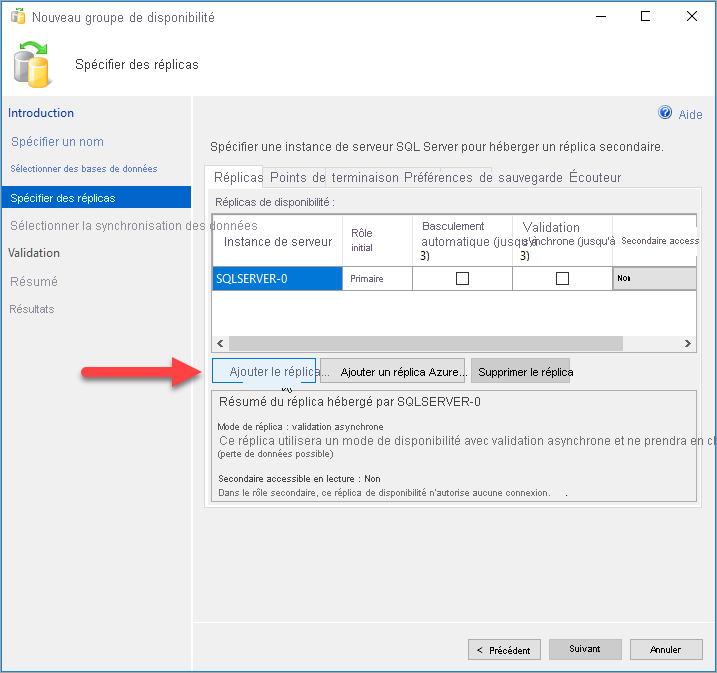 Nouveau groupe de disponibilité
Spécifier des réplicas
Introduction
Spécifier un nom
Sélectionner des bases de données
Spécifier des réplicas
Sélectionner la synchronisation des données
Validation
Résumé
Résultats
Aide
Spécifier une instance de serveur SQL Server pour héberger un réplica secondaire.
Réplicas Points de terminaison Préférences de sauvegarde Écouteur
Réplicas de disponibilité :
Instance de serveur
Rôle
initial
Basculement
automatique (jusqu'à
3)
Validation
synchrone (jusqu'à
3)
Secondaire access
SQLSERVER-0
Primaire
Non
Ajouter le réplica...
Ajouter un réplica Azure...
Supprimer le réplica
Résumé du réplica hébergé par SQLSERVER-0
Mode de réplica : validation asynchrone
Ce réplica utilisera un mode de disponibilité avec validation asynchrone et ne prendra en ch
(perte de données possible)
Secondaire accessible en lecture : Non
Dans le rôle secondaire, ce réplica de disponibilité n'autorise aucune connexion. .
< Précédent
Suivant
Annuler